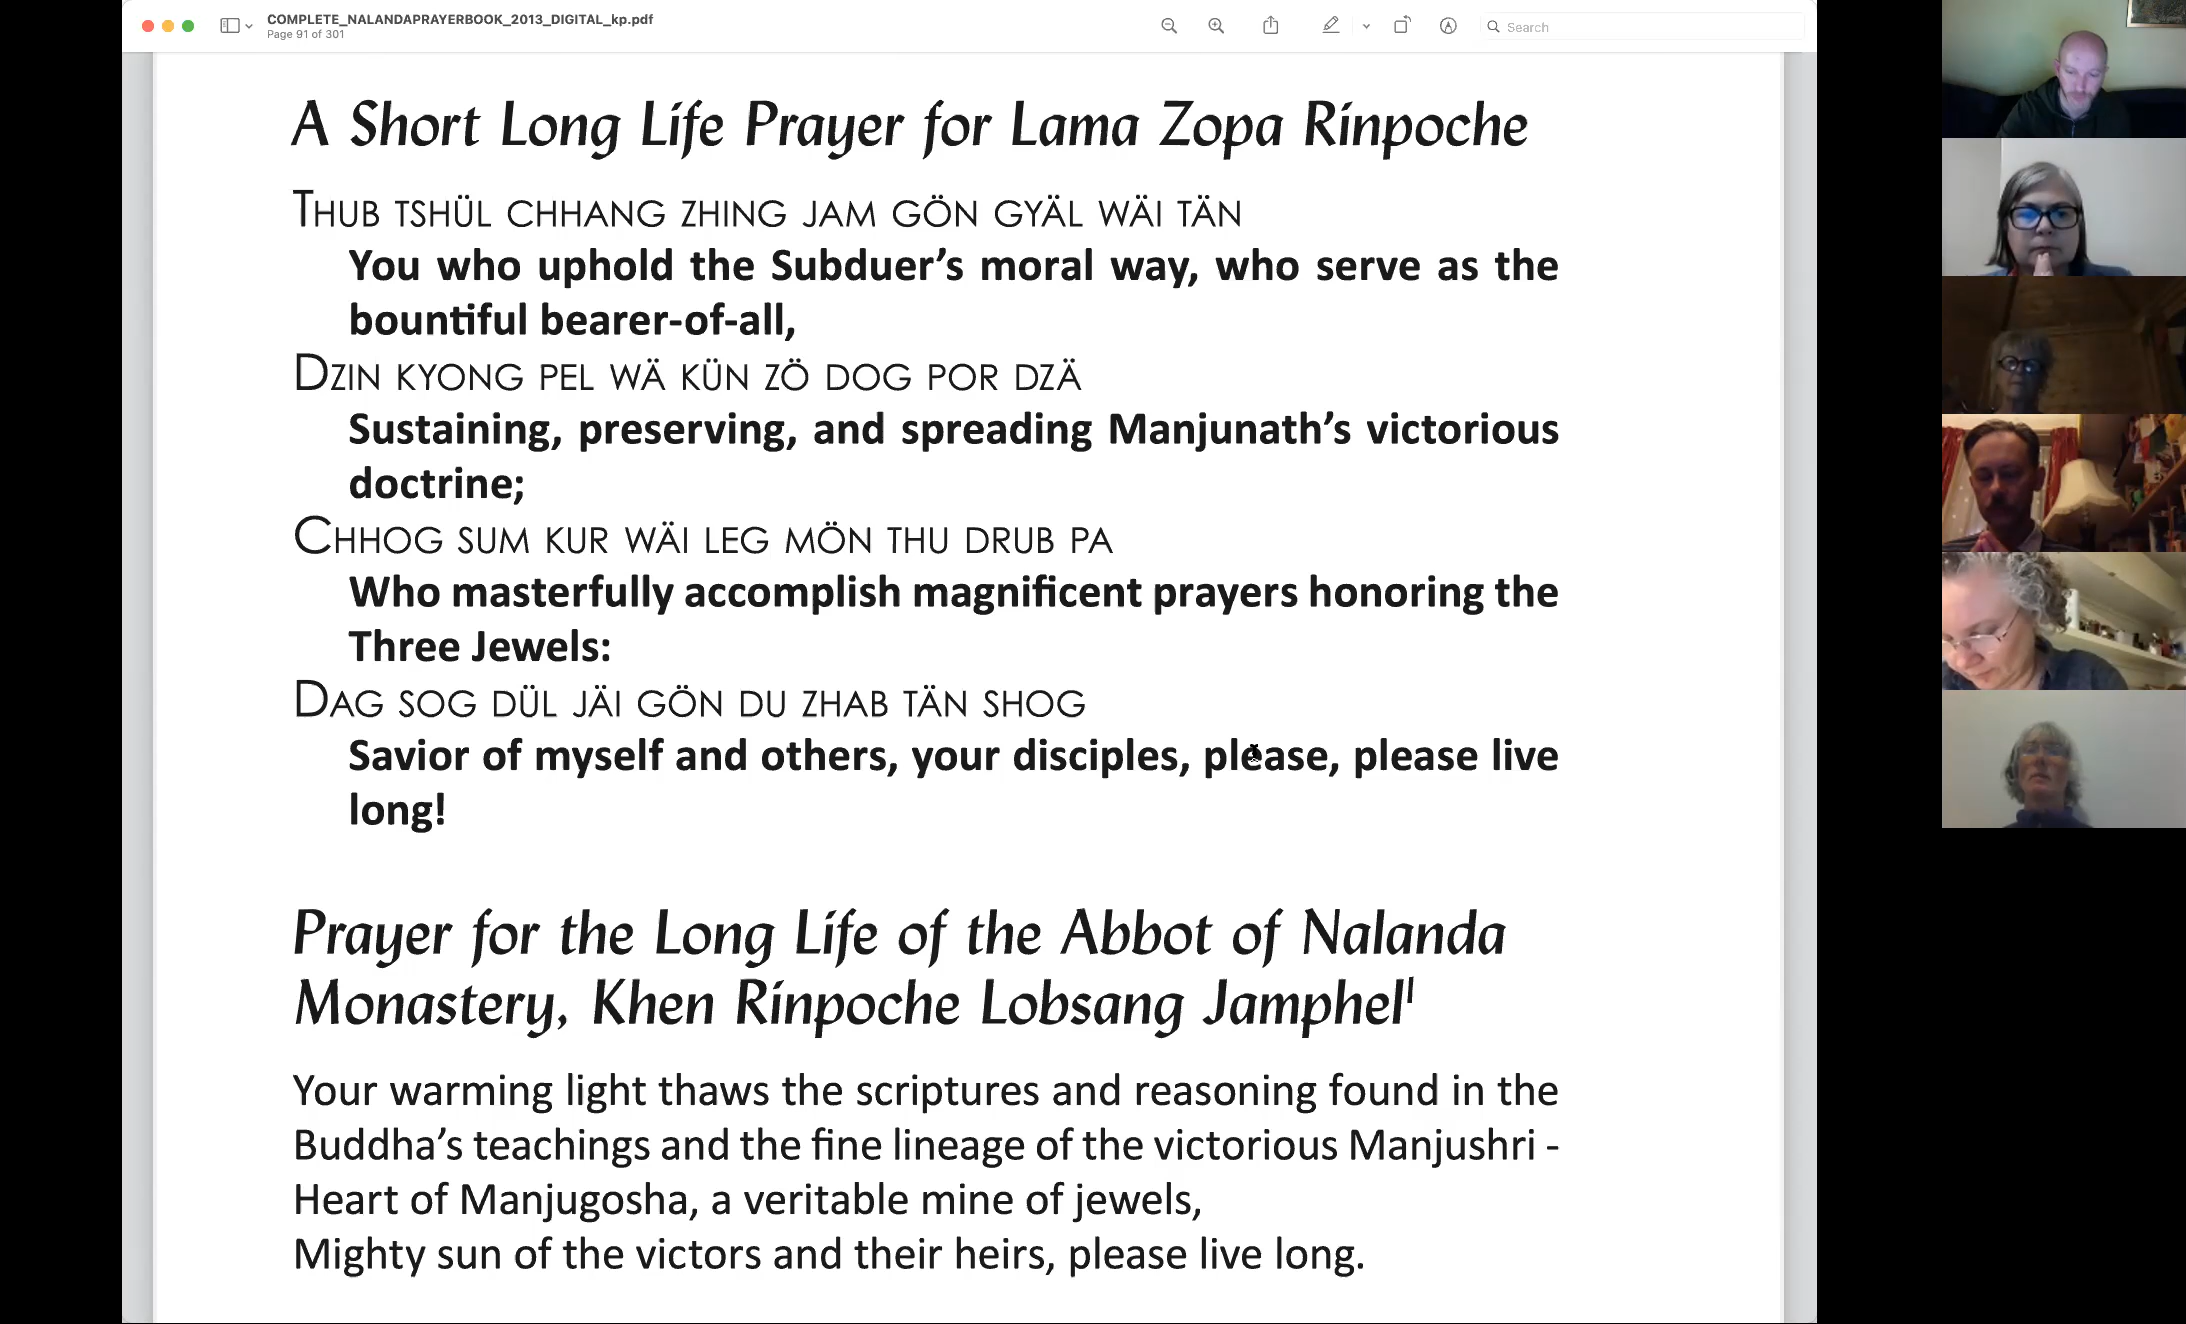 COMPLETE_NALANDAPRAYERBOOK_2013_DIGITAL_kp.pdf
Page 91 of 301
Search
A Short Long Life Prayer for Lama Zopa Rinpoche
THUB TSHÜL CHHANG ZHING JAM GÖN GYÄL WÄI TÄN
You who uphold the Subduer’s moral way, who serve as the
bountiful bearer-of-all,
DZIN KYONG PEL WÄ KÜN ZÖ DOG POR DZÄ
Sustaining, preserving, and spreading Manjunath’s victorious
doctrine;
CHHOG SUM KUR WÄI LEG MÖN THU DRUB PA
Who masterfully accomplish magnificent prayers honoring the
Three Jewels:
DAG SOG DÜL JÄI GÖN DU ZHAB TÄN SHOG
Savior of myself and others, your disciples, please, please live
long!
Prayer for the Long Life of the Abbot of Nalanda
Monastery, Khen Rinpoche Lobsang Jamphel¹
Your warming light thaws the scriptures and reasoning found in the
Buddha’s teachings and the fine lineage of the victorious Manjushri -
Heart of Manjugosha, a veritable mine of jewels,
Mighty sun of the victors and their heirs, please live long.